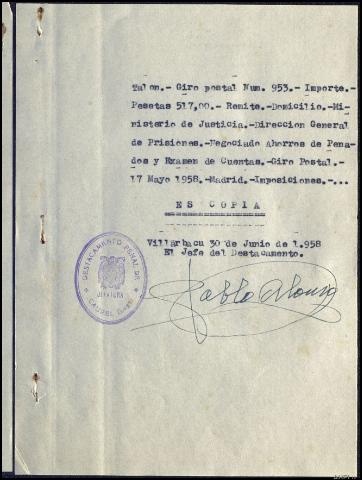 Talon.- Giro postal Num. 953.- Importe.-
Pesetas 517,00.- Remite.-Domicilio.-Mi-
nisterio de Justicia.-Direccion General
de Prisiones.-Negociado Ahorros de Pena-
dos y Examen de Cuentas.-Giro Postal.-
17 Mayo 1958.-Madrid.-Imposiciones.-...
ES COPIA
Villarbacu 30 de Junio de 1.958
El Jefe del Destacamento.
DESTACAMENTO PENAL DE
JEFATURA
Pablo Alonso